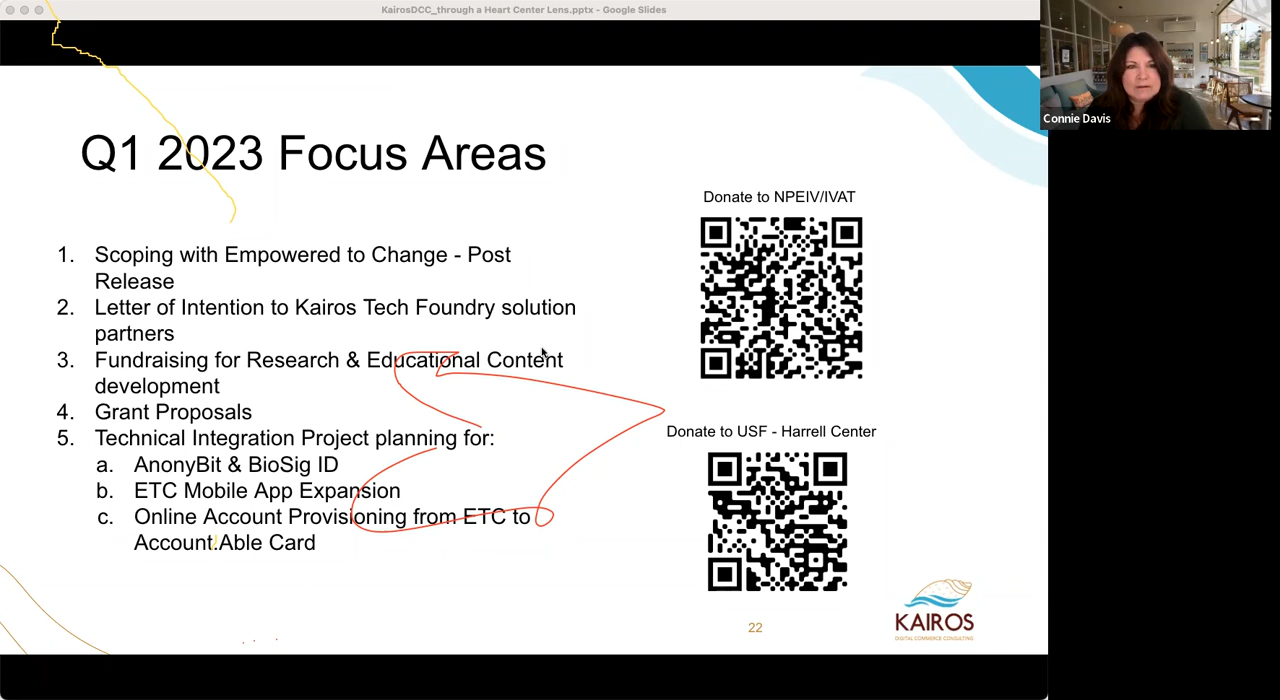 KairosDCC_through a Heart Center Lens.pptx - Google Slides
Connie Davis
Q1 2023 Focus Areas
1. Scoping with Empowered to Change - Post
Release
2. Letter of Intention to Kairos Tech Foundry solution
partners
3. Fundraising for Research & Educational Content
development
4. Grant Proposals
5. Technical Integration Project planning for:
a. AnonyBit & BioSig ID
b. ETC Mobile App Expansion
c. Online Account Provisioning from ETC to
Account.Able Card
Donate to NPEIV/IVAT
Donate to USF - Harrell Center
22
KAIROS
DIGITAL COMMERCE CONSULTING